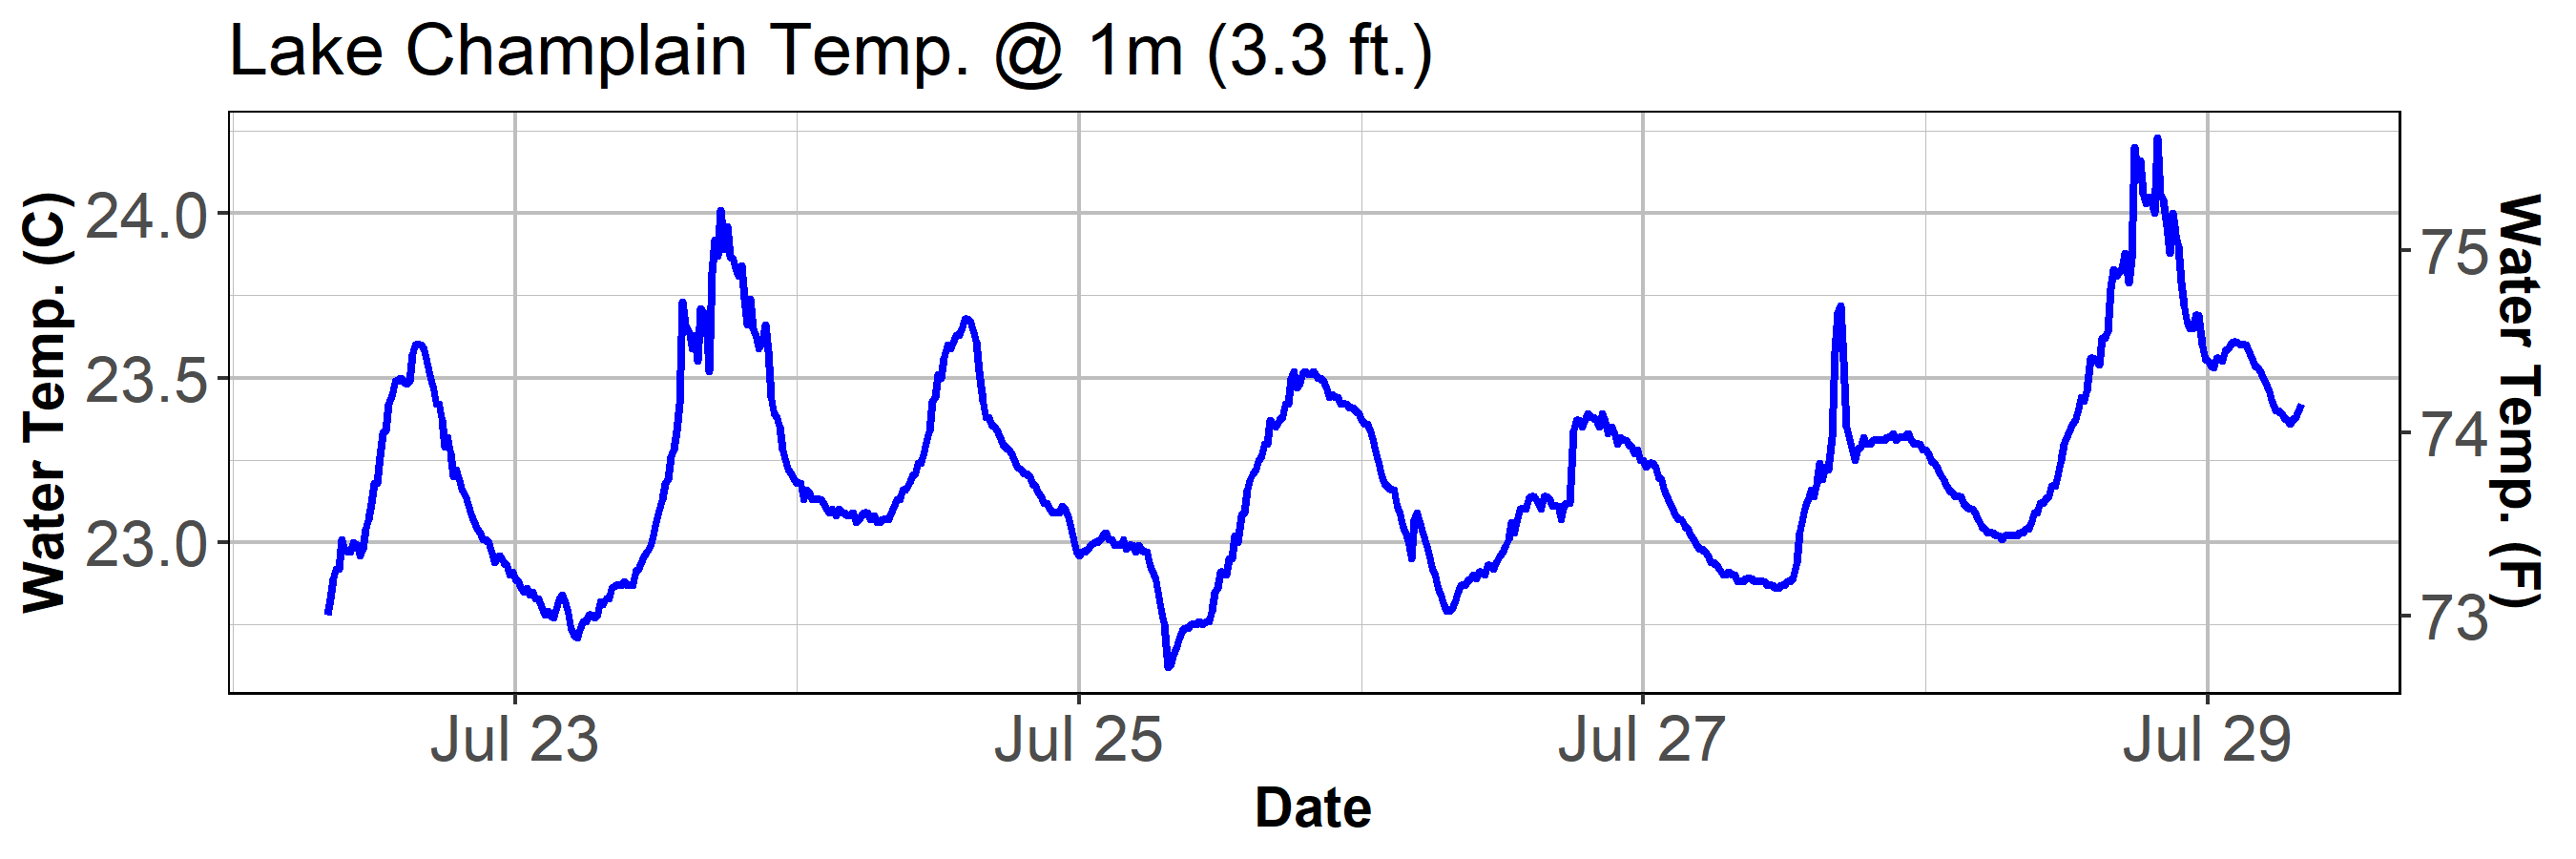 Lake Champlain Temp. @ 1m (3.3 ft.)
Water Temp. (C)
24.0
23.5
23.0
75
74
73
Water Temp. (F)
Jul 23 Jul 25 Jul 27 Jul 29
Date